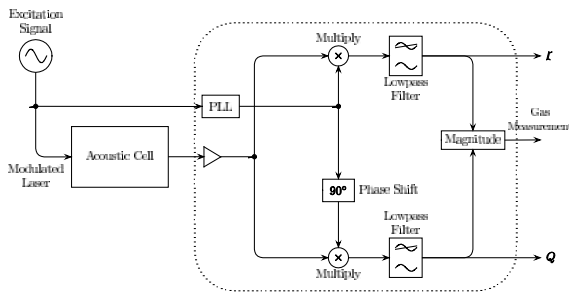 Excitation
Signal
Multiply
r
Lowpass
Filter
PLL
Gas
Measurement
Magnitude
Acoustic Cell
Modulated
Laser
90°
Phase Shift
Lowpass
Filter
Q
Multiply